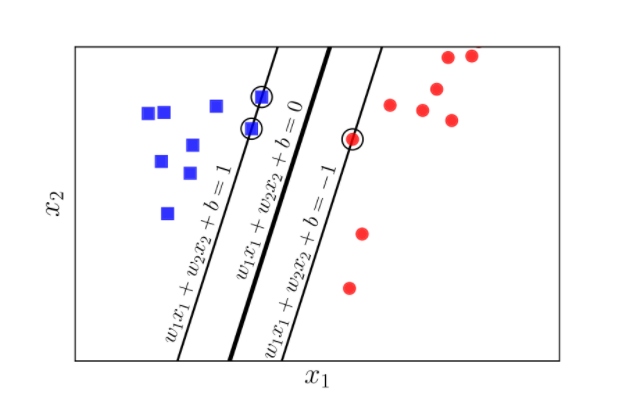 w₁x₁ + w₂x₂ + b = 1
w₁x₁ + w₂x₂ + b = 0
w₁x₁ + w₂x₂ + b = −1
x₂
x₁